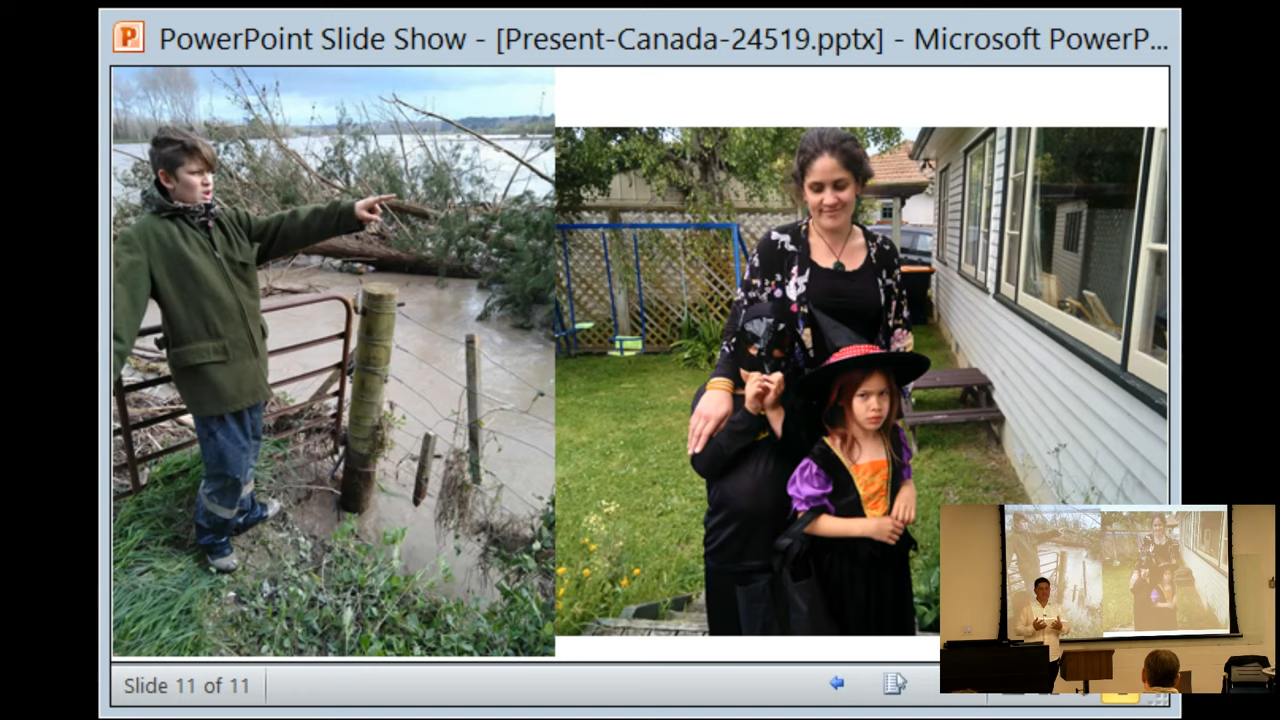 PowerPoint Slide Show - [Present-Canada-24519.pptx] - Microsoft PowerP...
Slide 11 of 11